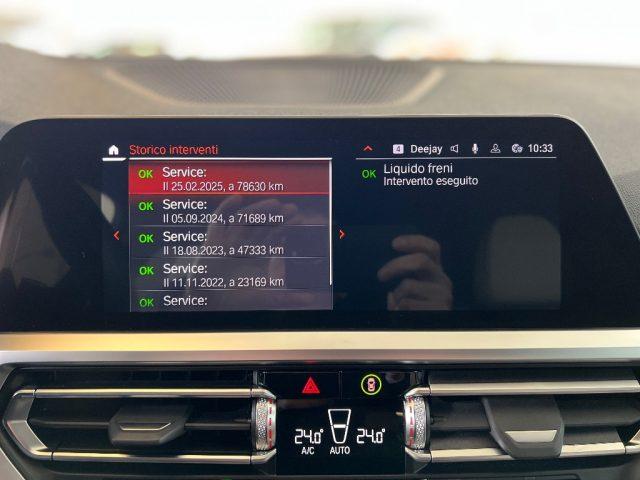 Storico interventi
4 Deejay 10:33
OK Service:
Il 25.02.2025, a 78630 km
OK Service:
Il 05.09.2024, a 71689 km
OK Service:
Il 18.08.2023, a 47333 km
OK Service:
Il 11.11.2022, a 23169 km
OK Service:
OK Liquido freni
Intervento eseguito
24.0° 24.0°
A/C AUTO